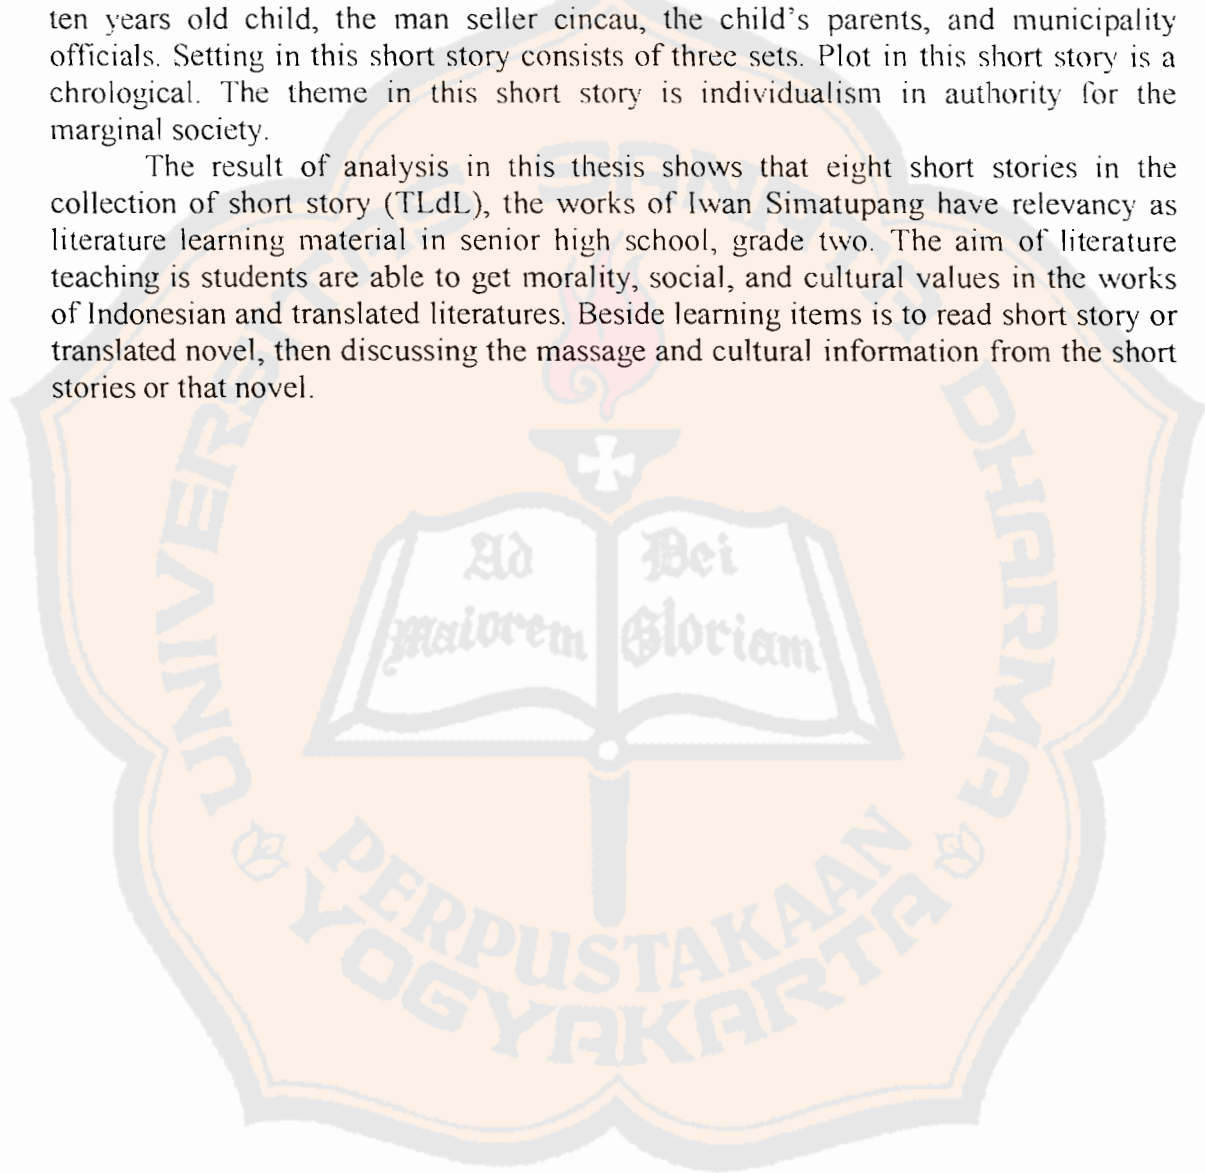 ten years old child, the man seller cincau, the child's parents, and municipality
officials. Setting in this short story consists of three sets. Plot in this short story is a
chrological. The theme in this short story is individualism in authority for the
marginal society.
The result of analysis in this thesis shows that eight short stories in the
collection of short story (TLdL), the works of Iwan Simatupang have relevancy as
literature learning material in senior high school, grade two. The aim of literature
teaching is students are able to get morality, social, and cultural values in the works
of Indonesian and translated literatures. Beside learning items is to read short story or
translated novel, then discussing the massage and cultural information from the short
stories or that novel.
UNIVERSITAS SANATA DHARMA
Ad Dei
maiorem Gloriam
PERPUSTAKAAN
YOGYAKARTA